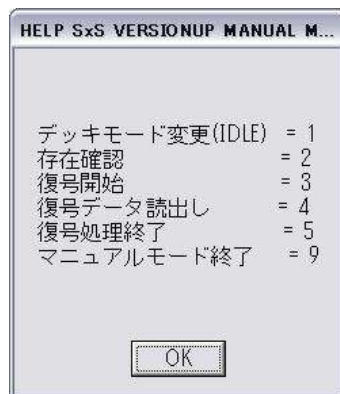 HELP SxS VERSIONUP MANUAL M...
デッキモード変更(IDLE) = 1
存在確認 = 2
復号開始 = 3
復号データ読出し = 4
復号処理終了 = 5
マニュアルモード終了 = 9
OK